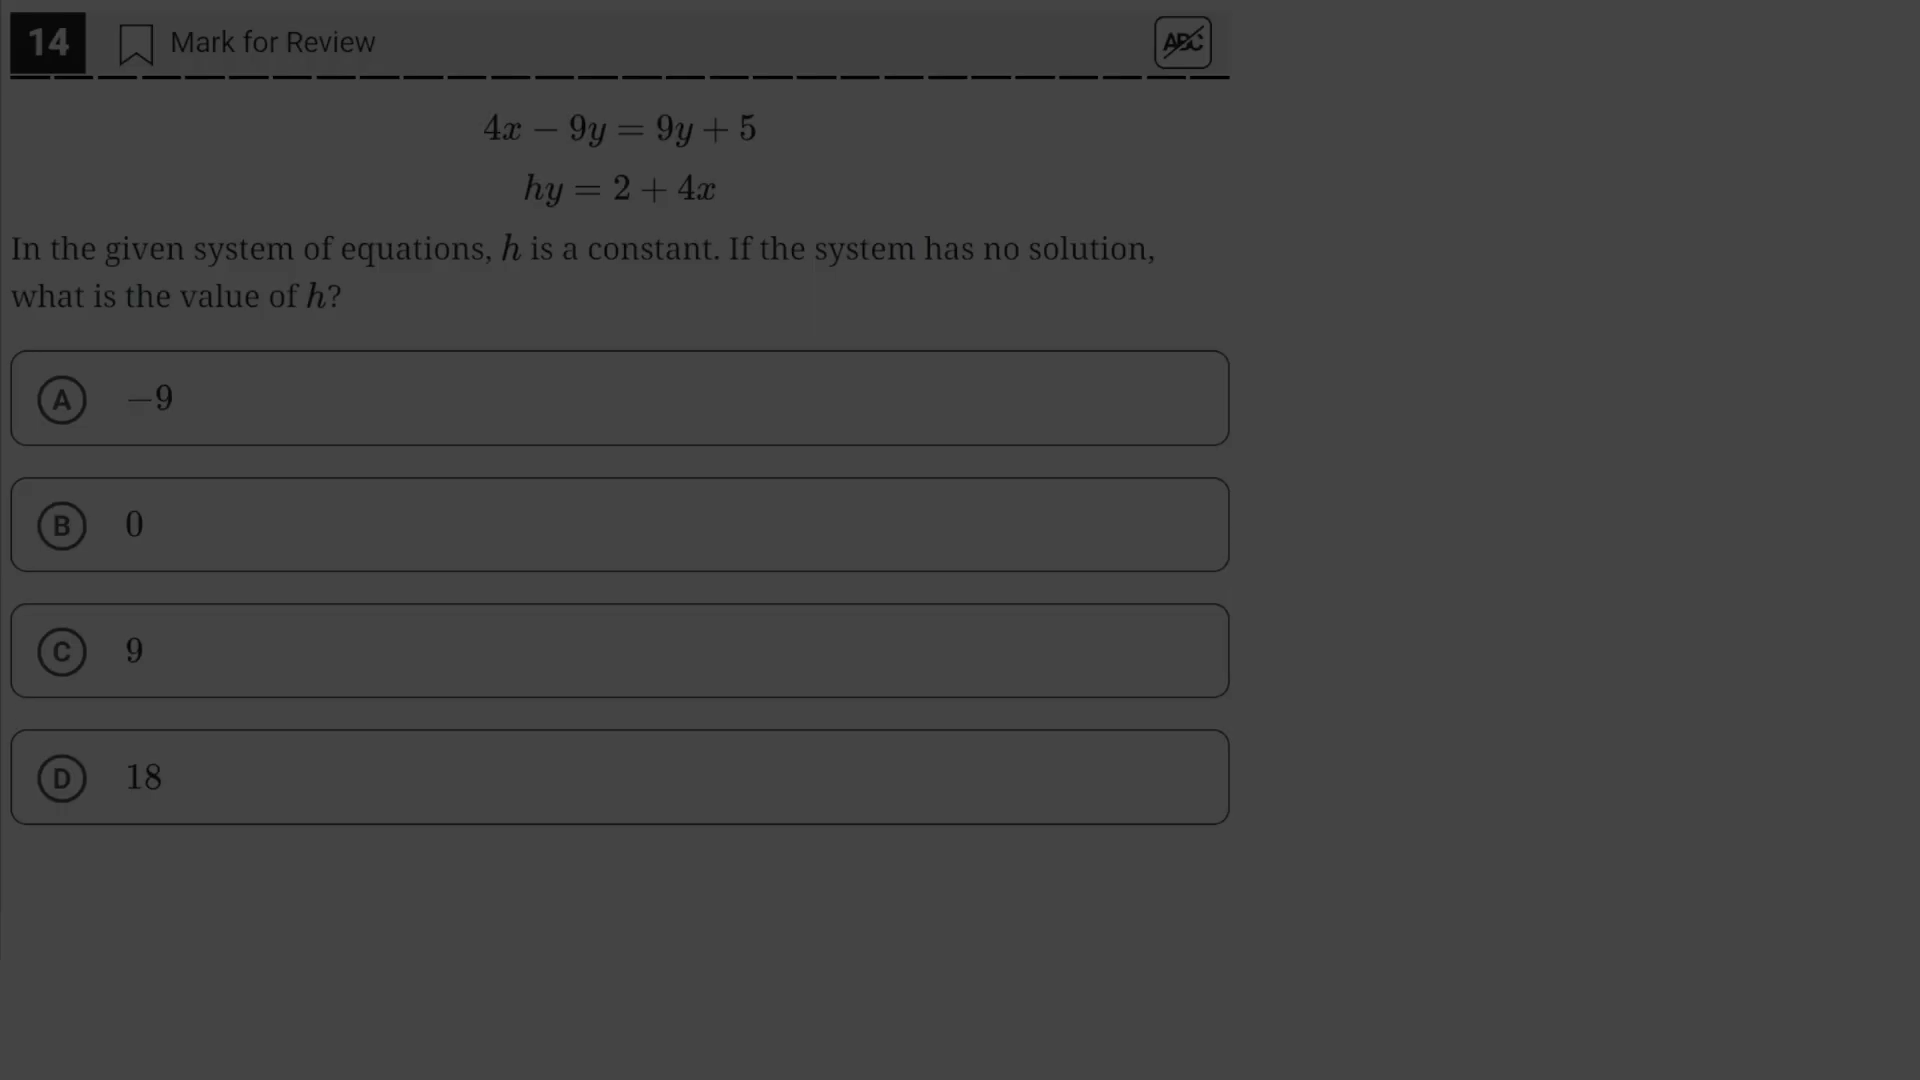 14 Mark for Review ABC
4x − 9y = 9y + 5
hy = 2 + 4x
In the given system of equations, h is a constant. If the system has no solution,
what is the value of h?
A −9
B 0
C 9
D 18